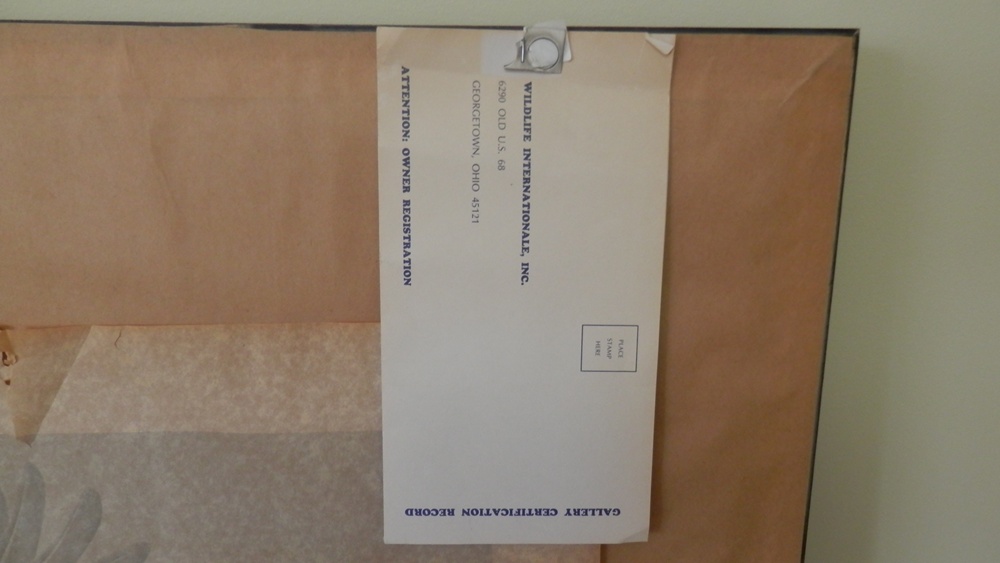 WILDLIFE INTERNATIONALE, INC.
6290 OLD U.S. 68
GEORGETOWN, OHIO 45121
ATTENTION: OWNER REGISTRATION
PLACE
STAMP
HERE
GALLERY CERTIFICATION RECORD